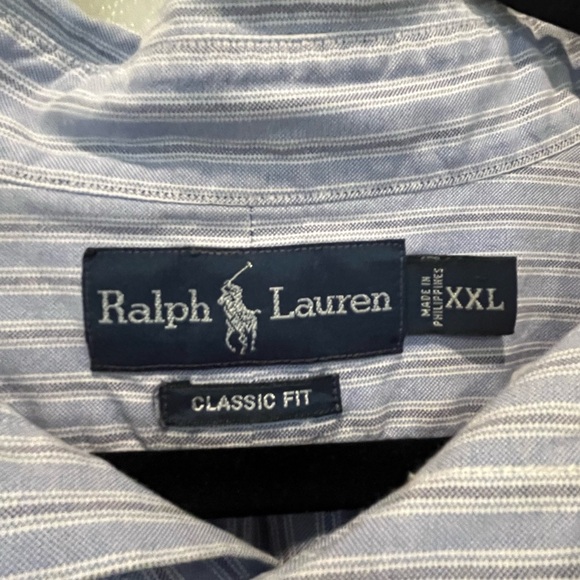 Ralph Lauren
MADE IN
PHILIPPINES
XXL
CLASSIC FIT